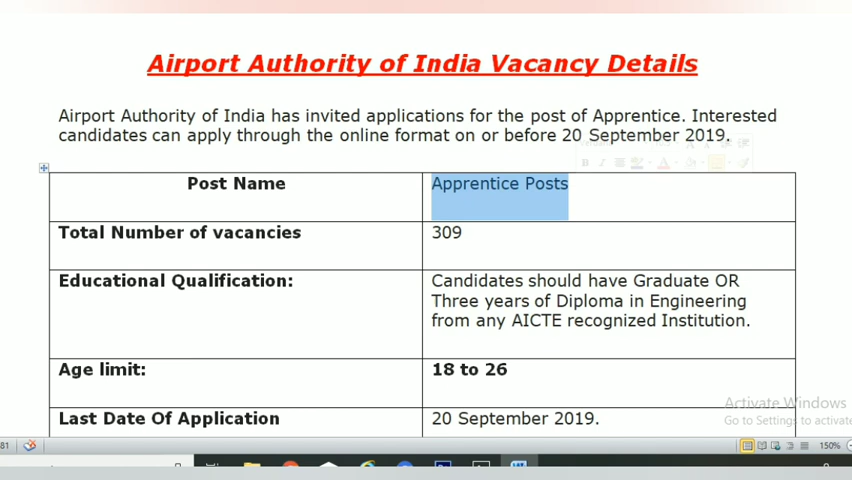 Airport Authority of India Vacancy Details
Airport Authority of India has invited applications for the post of Apprentice. Interested
candidates can apply through the online format on or before 20 September 2019.
Post Name
Apprentice Posts
Total Number of vacancies
309
Educational Qualification:
Candidates should have Graduate OR
Three years of Diploma in Engineering
from any AICTE recognized Institution.
Age limit:
18 to 26
Last Date Of Application
20 September 2019.
Activate Windows
Go to Settings to activate
81
150%